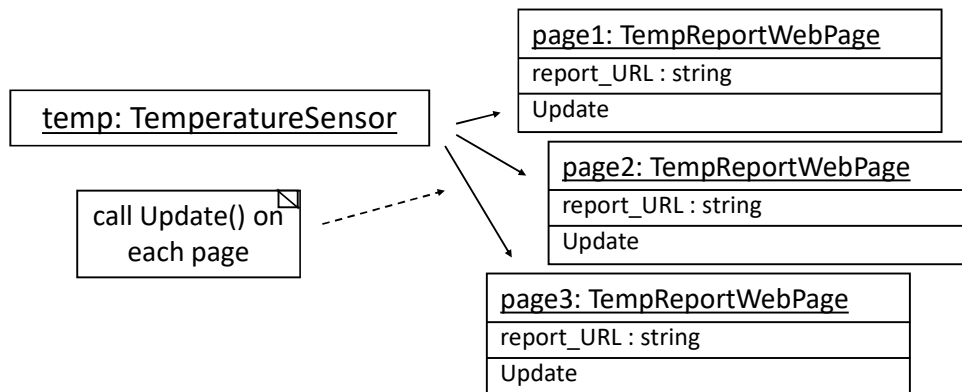 page1: TempReportWebPage
report_URL : string
Update
temp: TemperatureSensor
page2: TempReportWebPage
report_URL : string
Update
call Update() on
each page
page3: TempReportWebPage
report_URL : string
Update